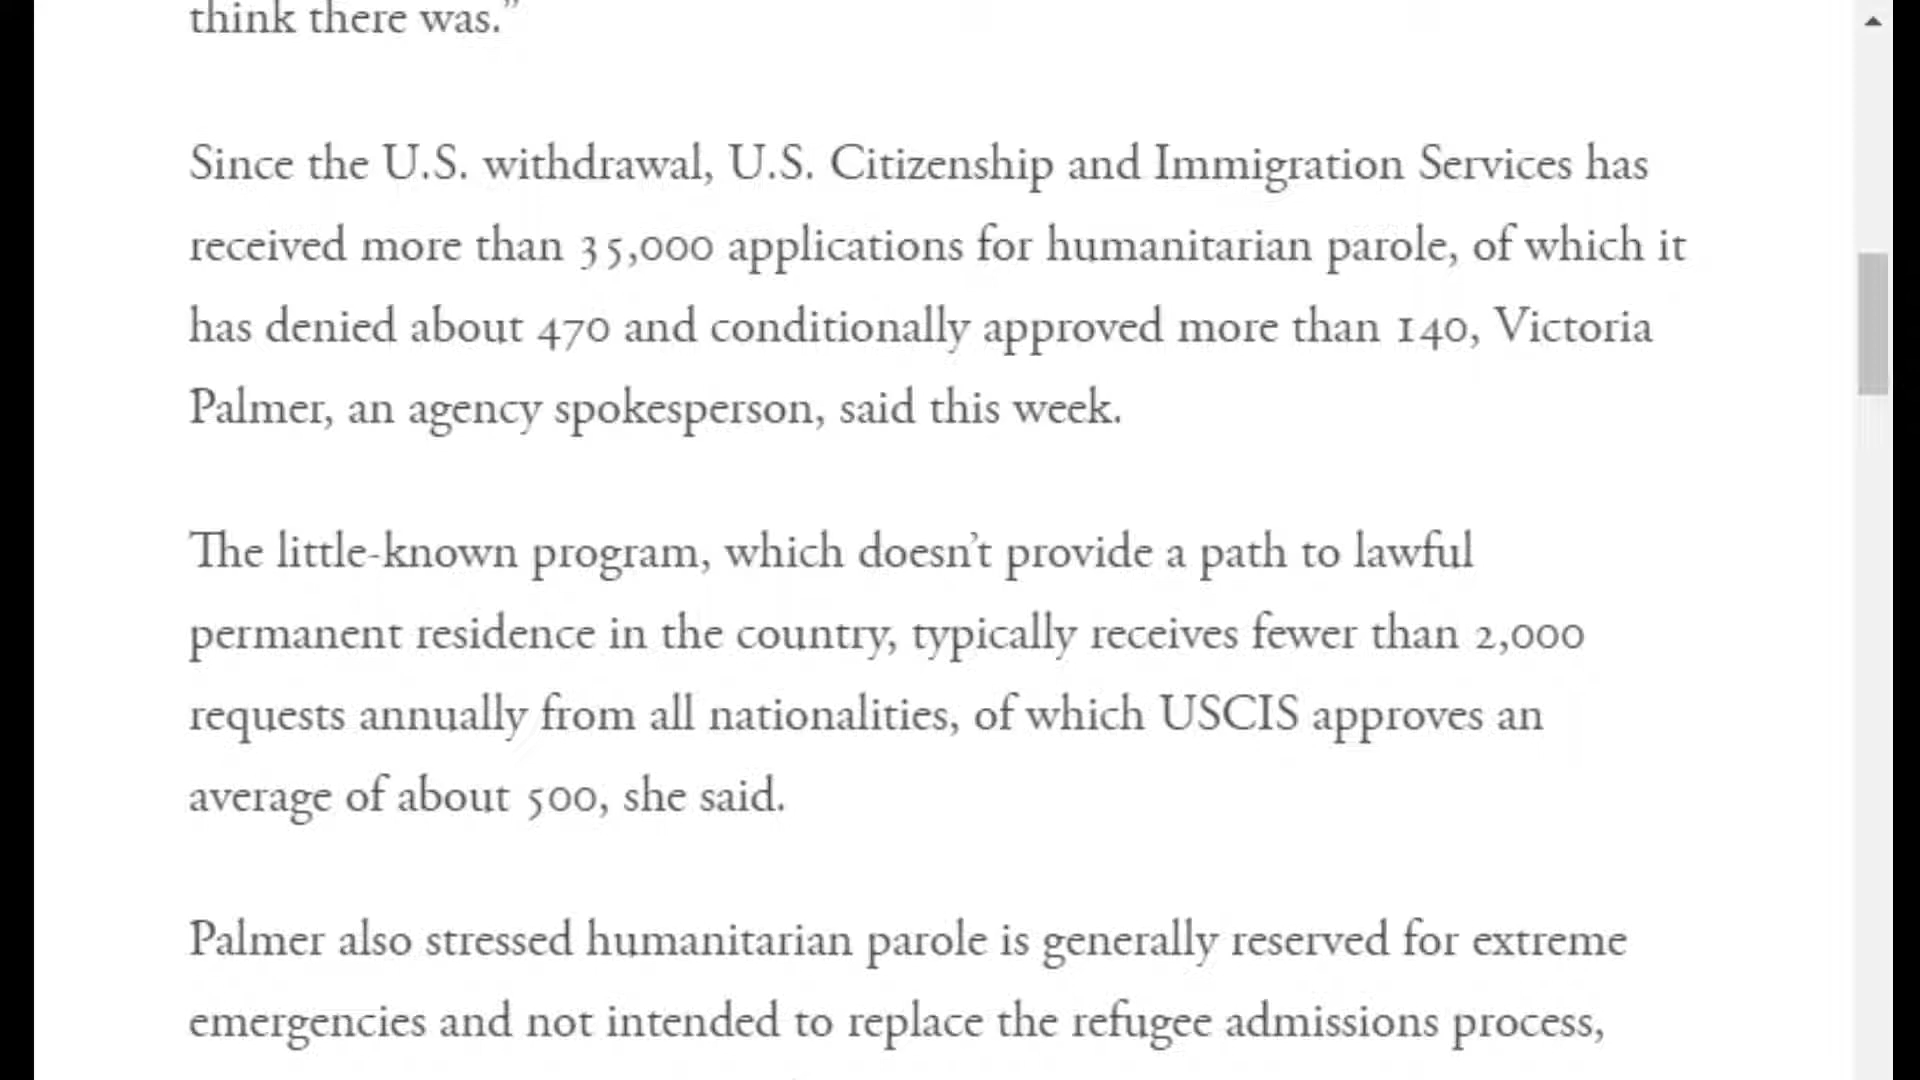 think there was.”
Since the U.S. withdrawal, U.S. Citizenship and Immigration Services has
received more than 35,000 applications for humanitarian parole, of which it
has denied about 470 and conditionally approved more than 140, Victoria
Palmer, an agency spokesperson, said this week.
The little-known program, which doesn’t provide a path to lawful
permanent residence in the country, typically receives fewer than 2,000
requests annually from all nationalities, of which USCIS approves an
average of about 500, she said.
Palmer also stressed humanitarian parole is generally reserved for extreme
emergencies and not intended to replace the refugee admissions process,